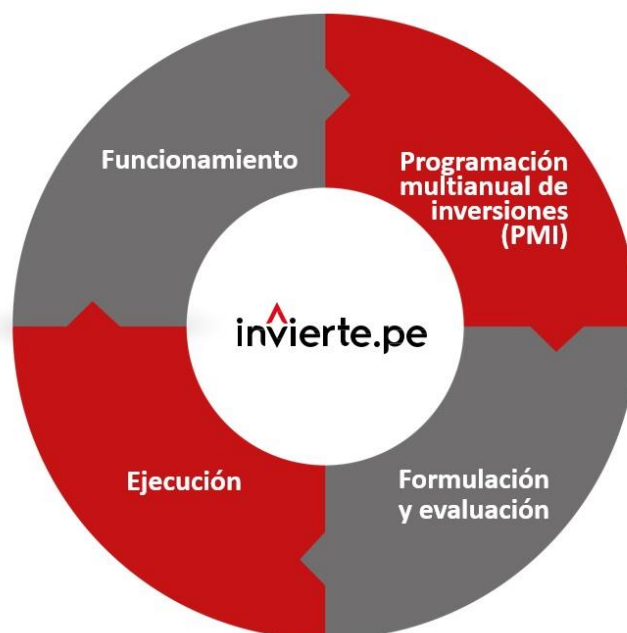 Funcionamiento
Programación
multianual de
inversiones
(PMI)
invierte.pe
Ejecución
Formulación
y evaluación